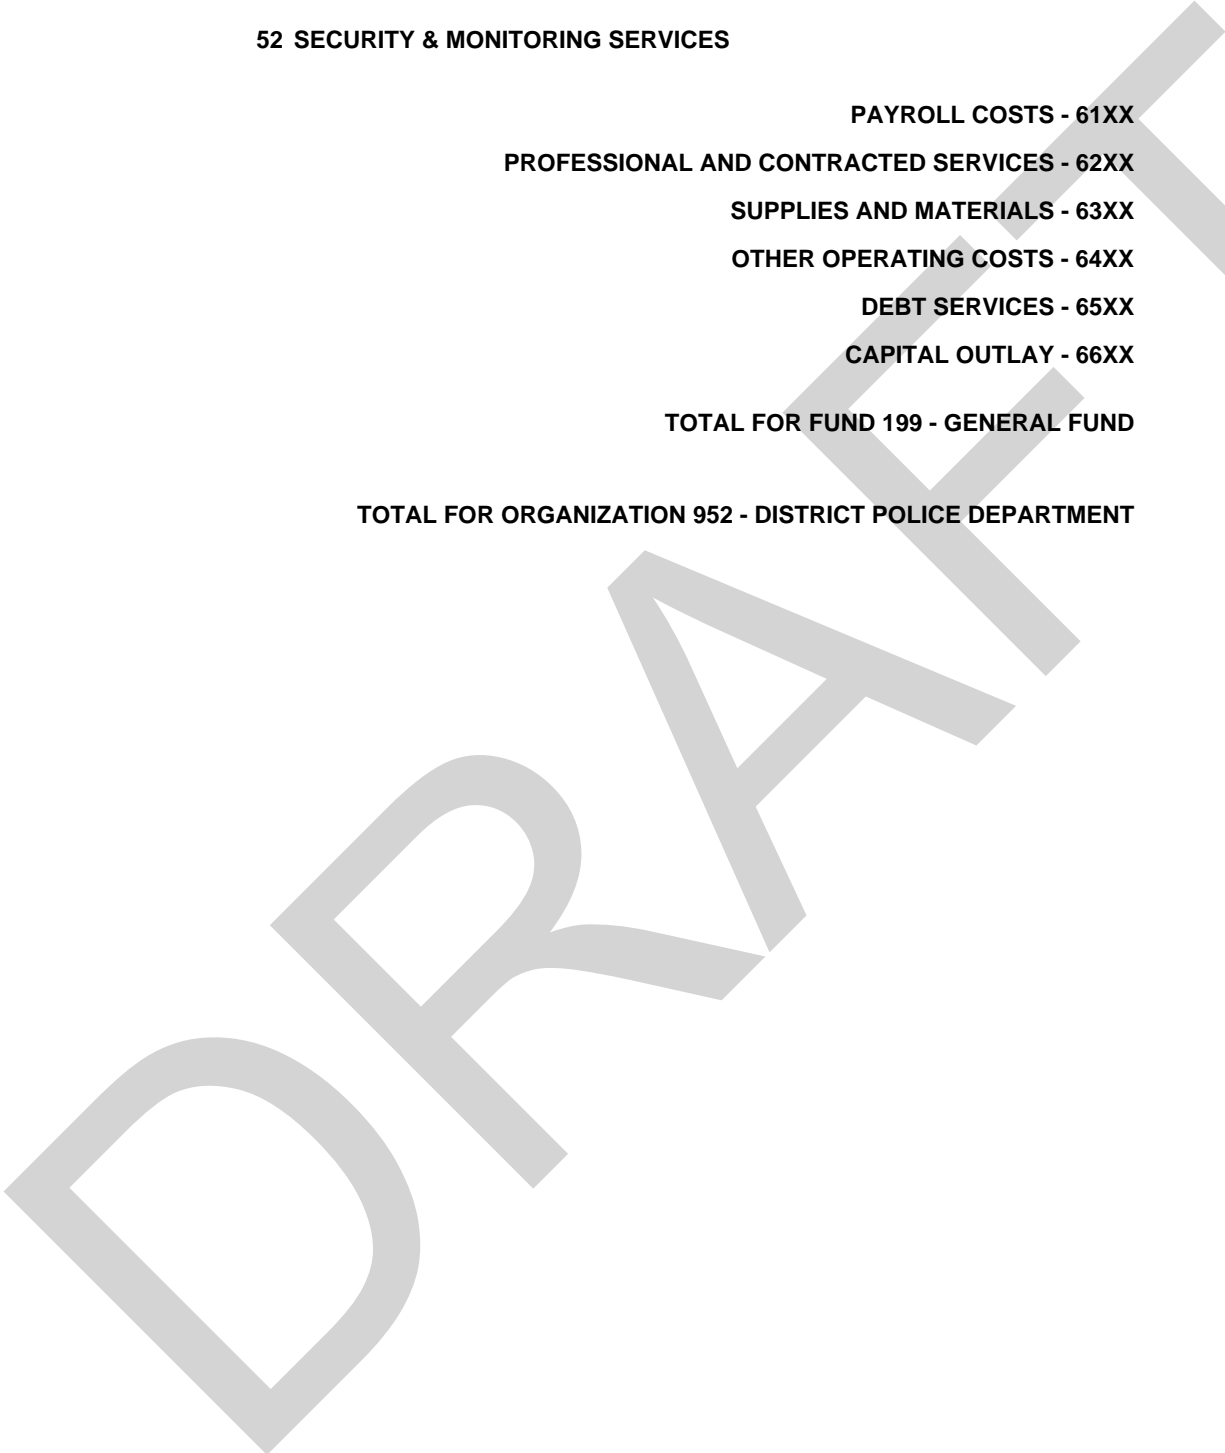 52 SECURITY & MONITORING SERVICES
PAYROLL COSTS - 61XX
PROFESSIONAL AND CONTRACTED SERVICES - 62XX
SUPPLIES AND MATERIALS - 63XX
OTHER OPERATING COSTS - 64XX
DEBT SERVICES - 65XX
CAPITAL OUTLAY - 66XX
TOTAL FOR FUND 199 - GENERAL FUND
TOTAL FOR ORGANIZATION 952 - DISTRICT POLICE DEPARTMENT
DRAFT